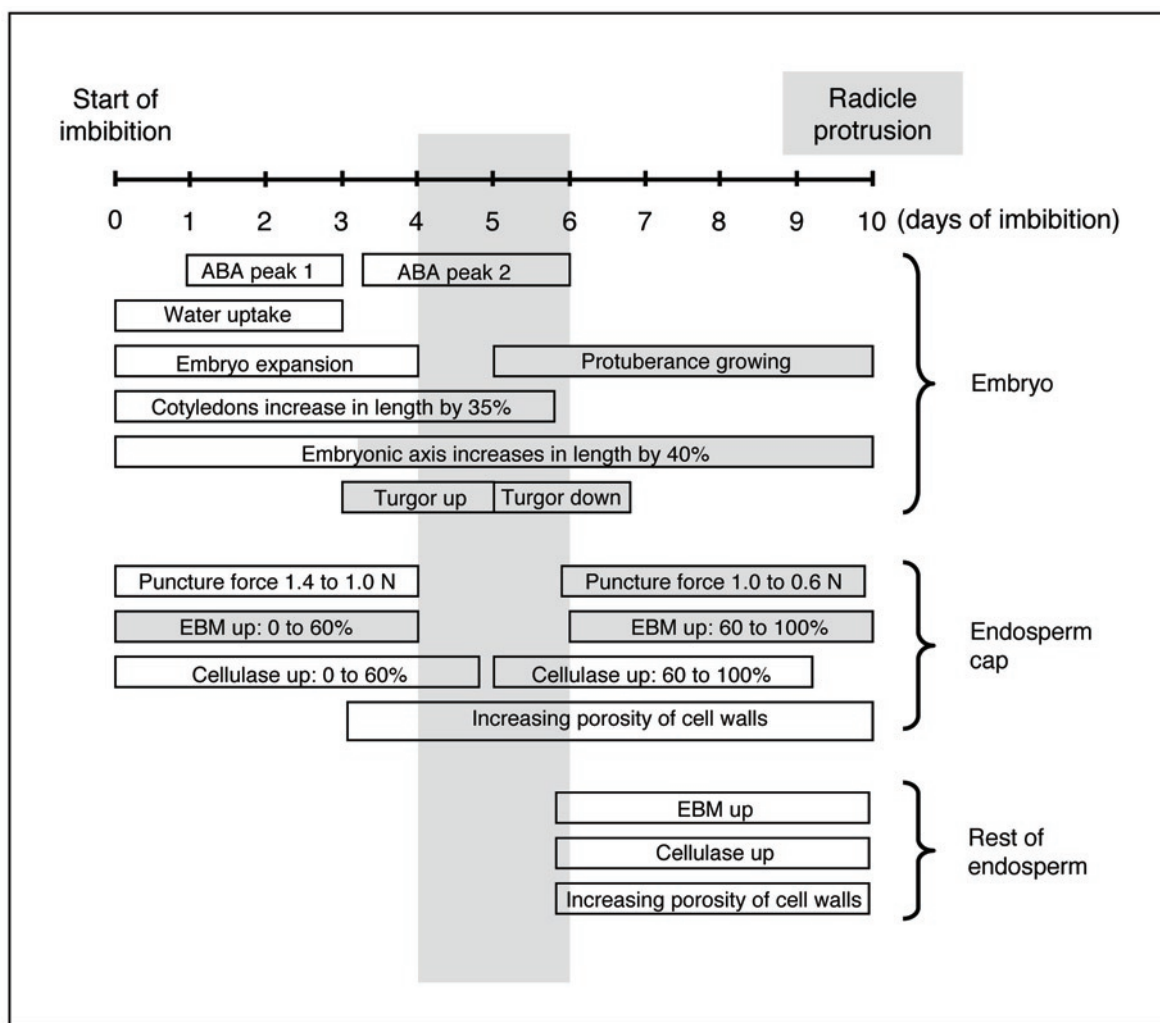 Start of
imbibition
Radicle
protrusion
0 1 2 3 4 5 6 7 8 9 10 (days of imbibition)
ABA peak 1 ABA peak 2
Water uptake
Embryo expansion Protuberance growing
Cotyledons increase in length by 35%
Embryonic axis increases in length by 40%
Turgor up Turgor down
Embryo
Puncture force 1.4 to 1.0 N Puncture force 1.0 to 0.6 N
EBM up: 0 to 60% EBM up: 60 to 100%
Cellulase up: 0 to 60% Cellulase up: 60 to 100%
Increasing porosity of cell walls
Endosperm
cap
EBM up
Cellulase up
Increasing porosity of cell walls
Rest of
endosperm